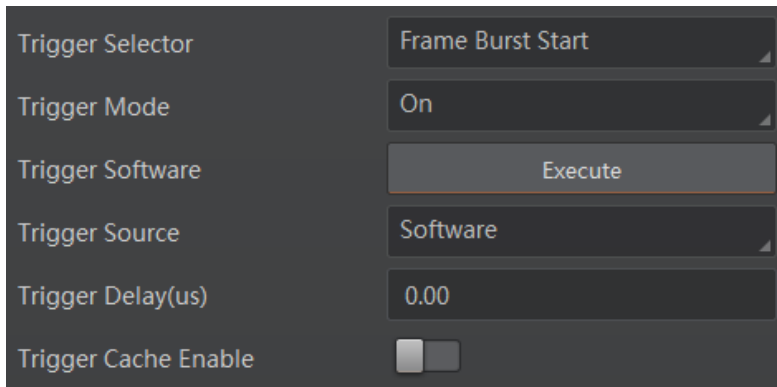 Trigger Selector Frame Burst Start
Trigger Mode On
Trigger Software Execute
Trigger Source Software
Trigger Delay(us) 0.00
Trigger Cache Enable